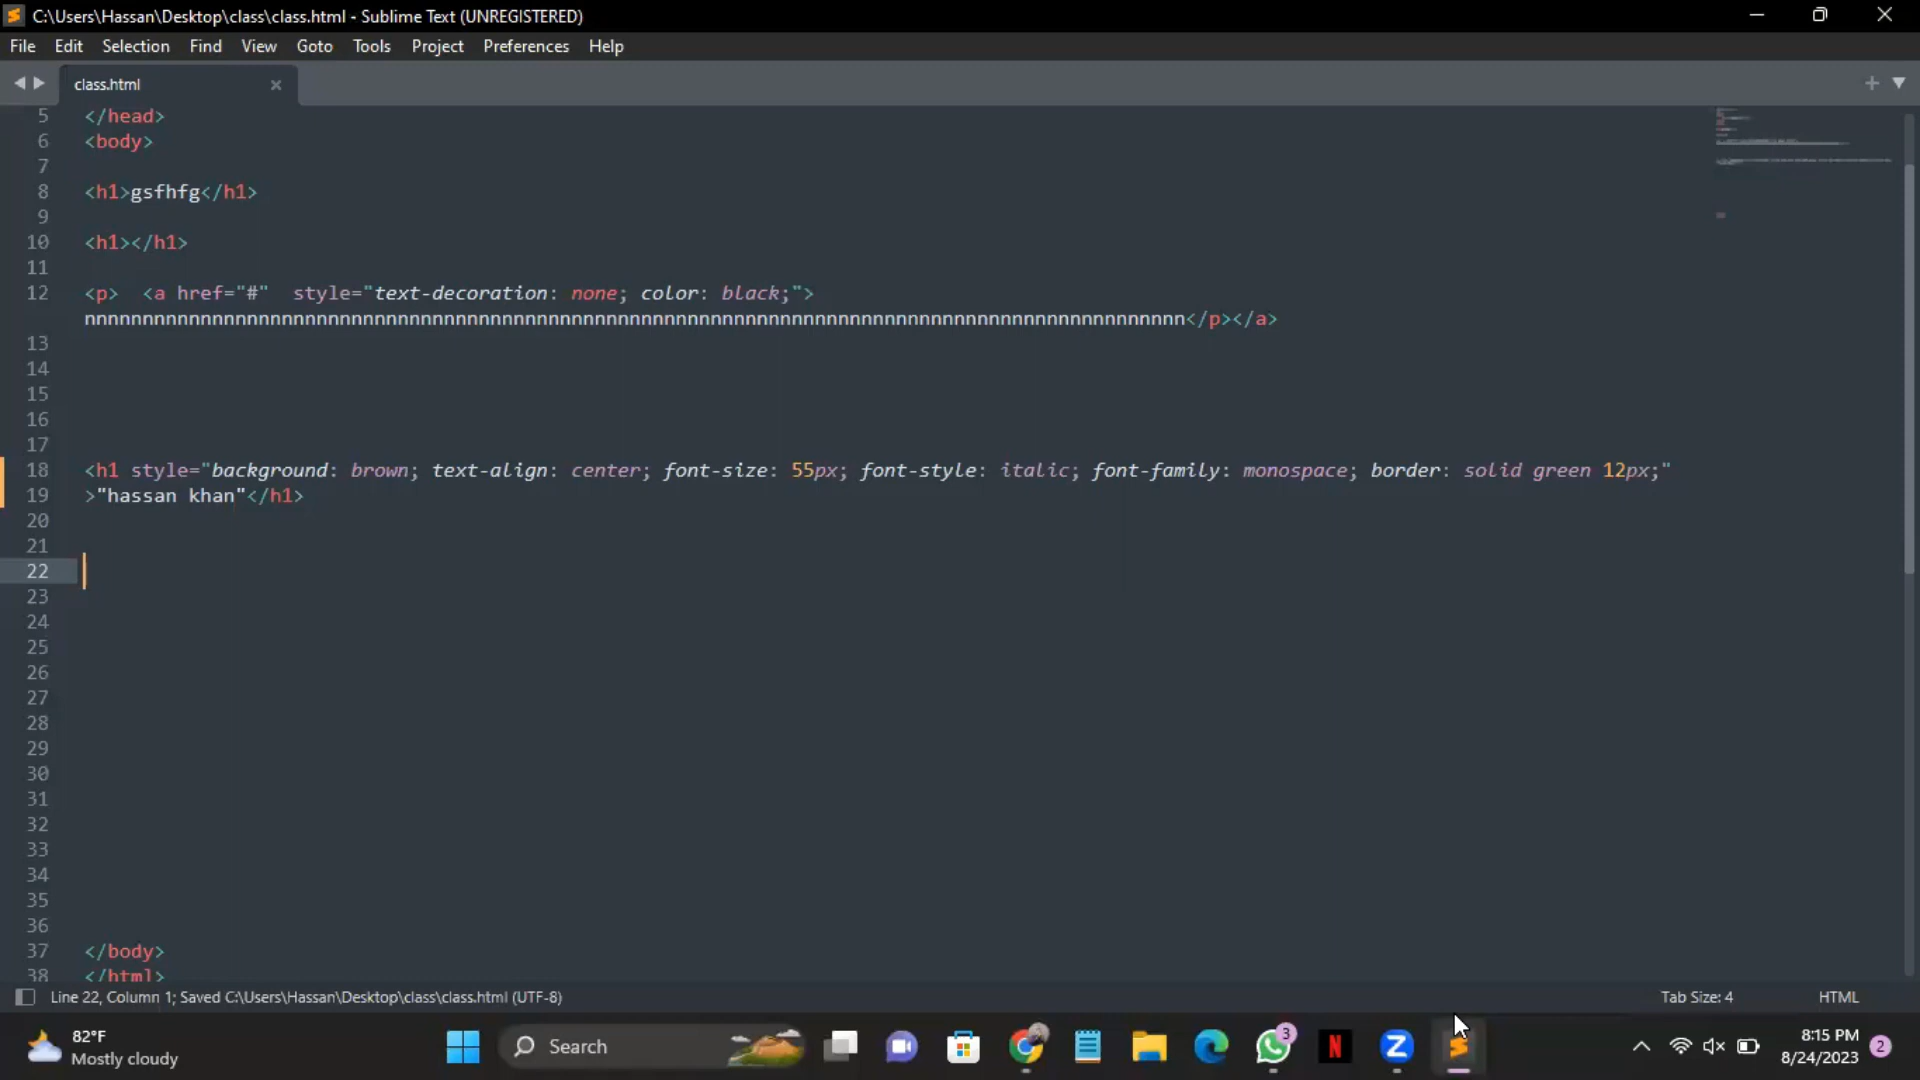 C:\Users\Hassan\Desktop\class\class.html - Sublime Text (UNREGISTERED)
File Edit Selection Find View Goto Tools Project Preferences Help
class.html
5 </head>
6 <body>
7
8 <h1>gsfhfg</h1>
9
10 <h1></h1>
11
12 <p>  <a href="#"  style="text-decoration: none; color: black;">
nnnnnnnnnnnnnnnnnnnnnnnnnnnnnnnnnnnnnnnnnnnnnnnnnnnnnnnnnnnnnnnnnnnnnnnnnnnnnnnnnnnnnnnnnnnnnnn</p></a>
13
14
15
16
17
18 <h1 style="background: brown; text-align: center; font-size: 55px; font-style: italic; font-family: monospace; border: solid green 12px;"
19 >"hassan khan"</h1>
20
21
22
23
24
25
26
27
28
29
30
31
32
33
34
35
36
37 </body>
38 </html>
Line 22, Column 1; Saved C:\Users\Hassan\Desktop\class\class.html (UTF-8) Tab Size: 4 HTML
82°F
Mostly cloudy
Search
3
N
Z
8:15 PM
8/24/2023
2